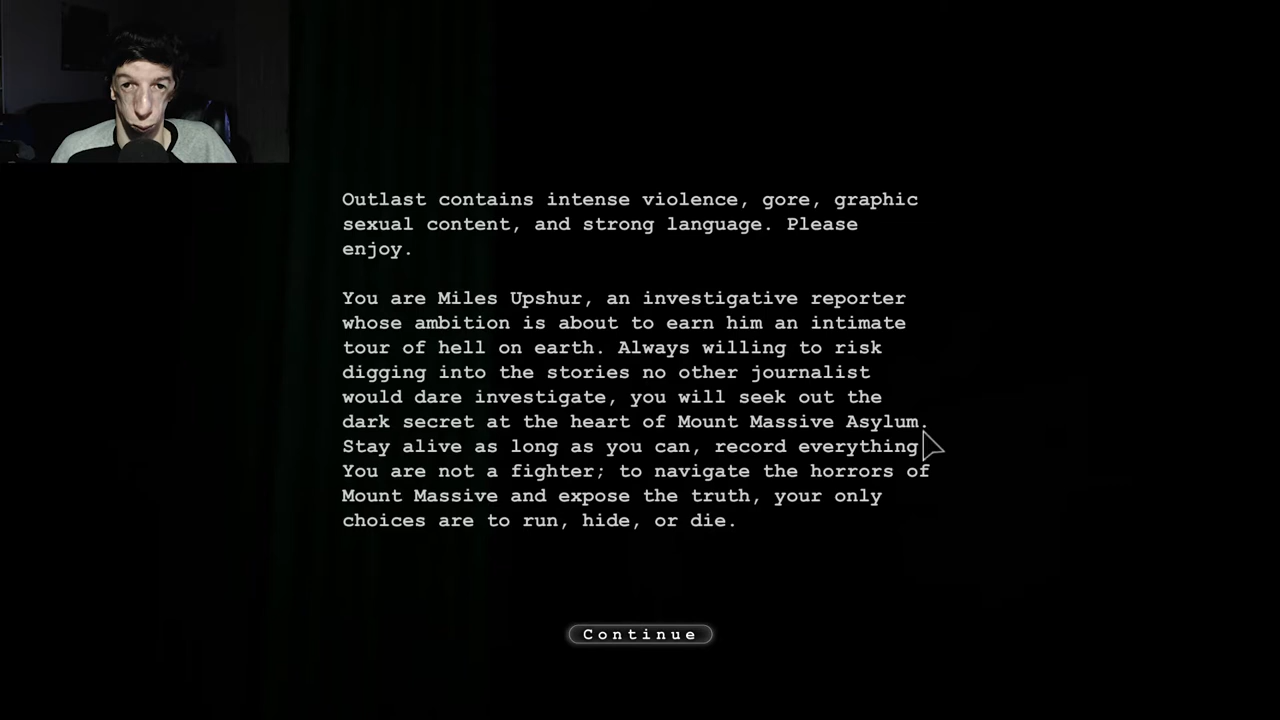 Outlast contains intense violence, gore, graphic
sexual content, and strong language. Please
enjoy.
You are Miles Upshur, an investigative reporter
whose ambition is about to earn him an intimate
tour of hell on earth. Always willing to risk
digging into the stories no other journalist
would dare investigate, you will seek out the
dark secret at the heart of Mount Massive Asylum.
Stay alive as long as you can, record everything
You are not a fighter; to navigate the horrors of
Mount Massive and expose the truth, your only
choices are to run, hide, or die.
Continue